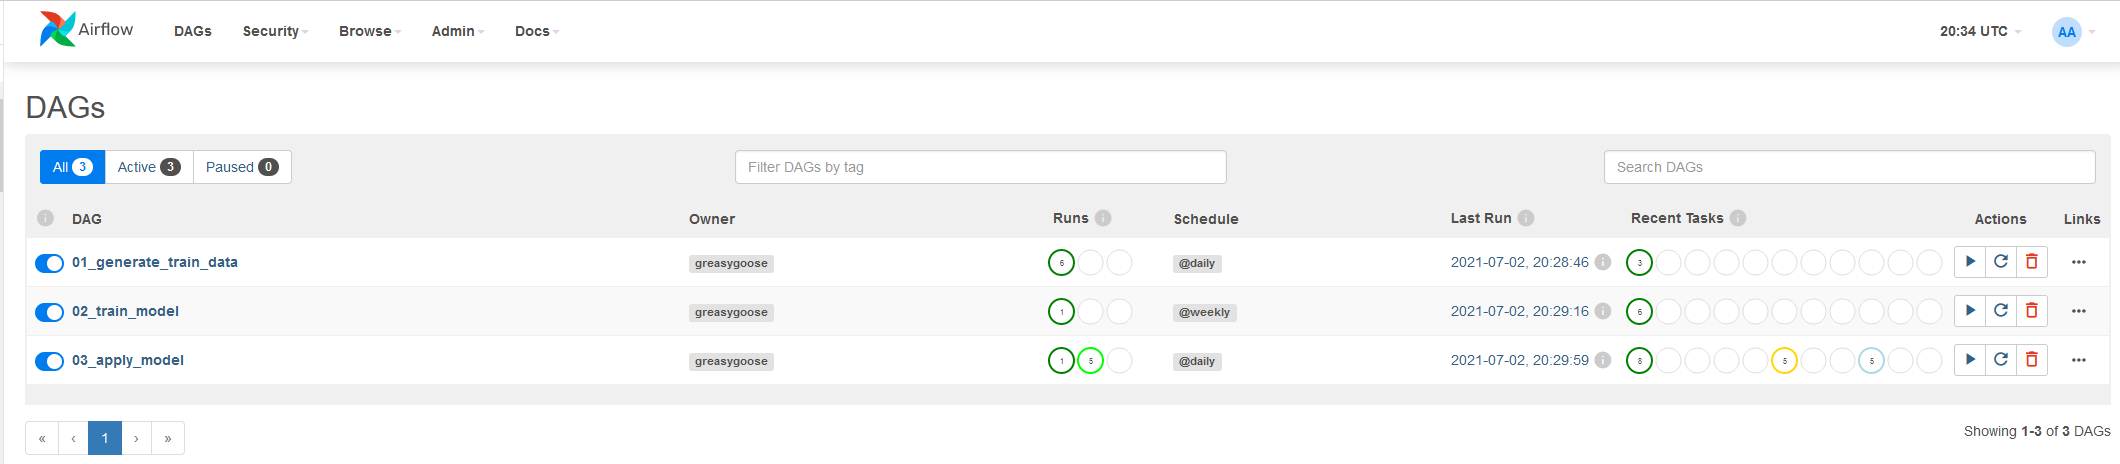 Airflow DAGs Security Browse Admin Docs 20:34 UTC AA
DAGs
All 3 Active 3 Paused 0 Filter DAGs by tag Search DAGs
DAG Owner Runs Schedule Last Run Recent Tasks Actions Links
01_generate_train_data greasygoose 6 @daily 2021-07-02, 20:28:46 3
02_train_model greasygoose 1 @weekly 2021-07-02, 20:29:16 6
03_apply_model greasygoose 1 5 @daily 2021-07-02, 20:29:59 8 5 5
« ‹ 1 › » Showing 1-3 of 3 DAGs